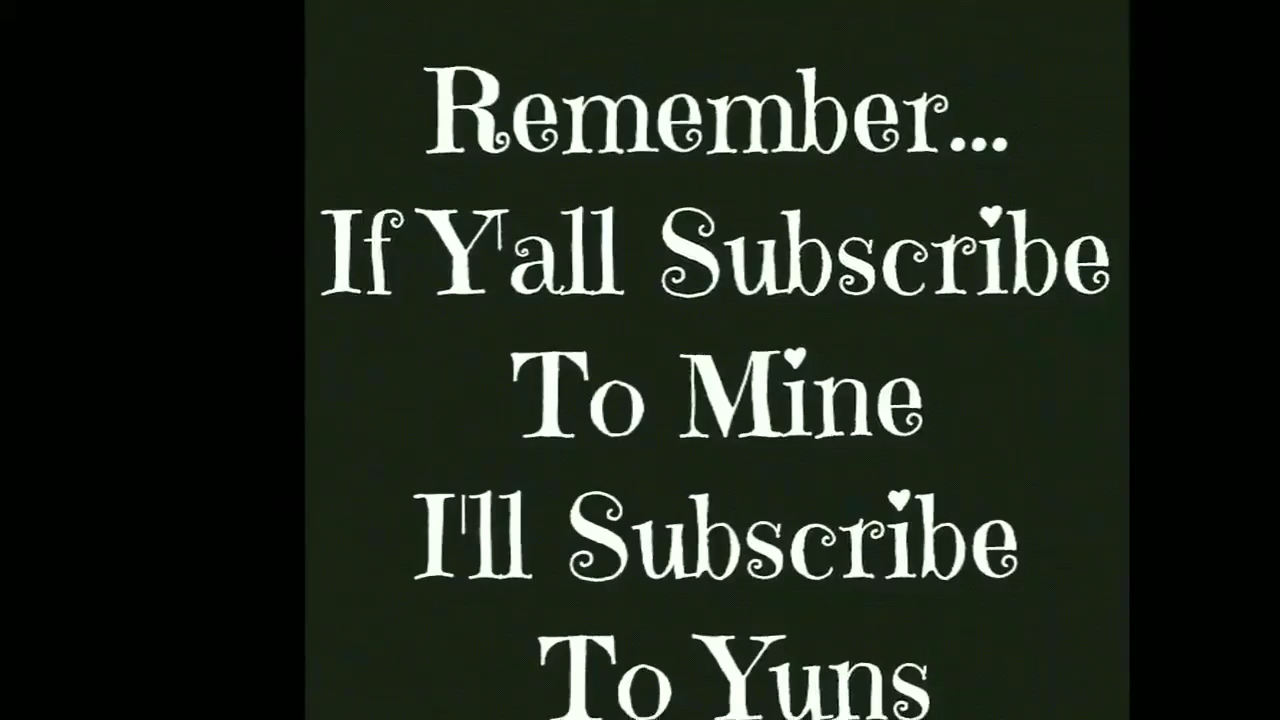 Remember...
If Y'all Subscribe
To Mine
I'll Subscribe
To Yuns